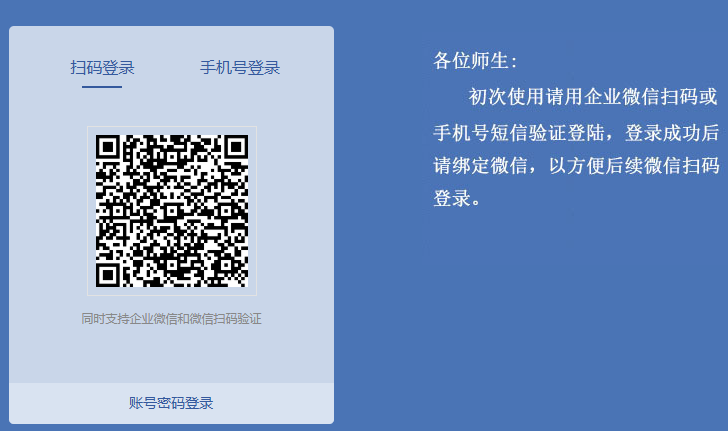 扫码登录 手机号登录
同时支持企业微信和微信扫码验证
账号密码登录
各位师生:
初次使用请用企业微信扫码或
手机号短信验证登陆，登录成功后
请绑定微信，以方便后续微信扫码
登录。